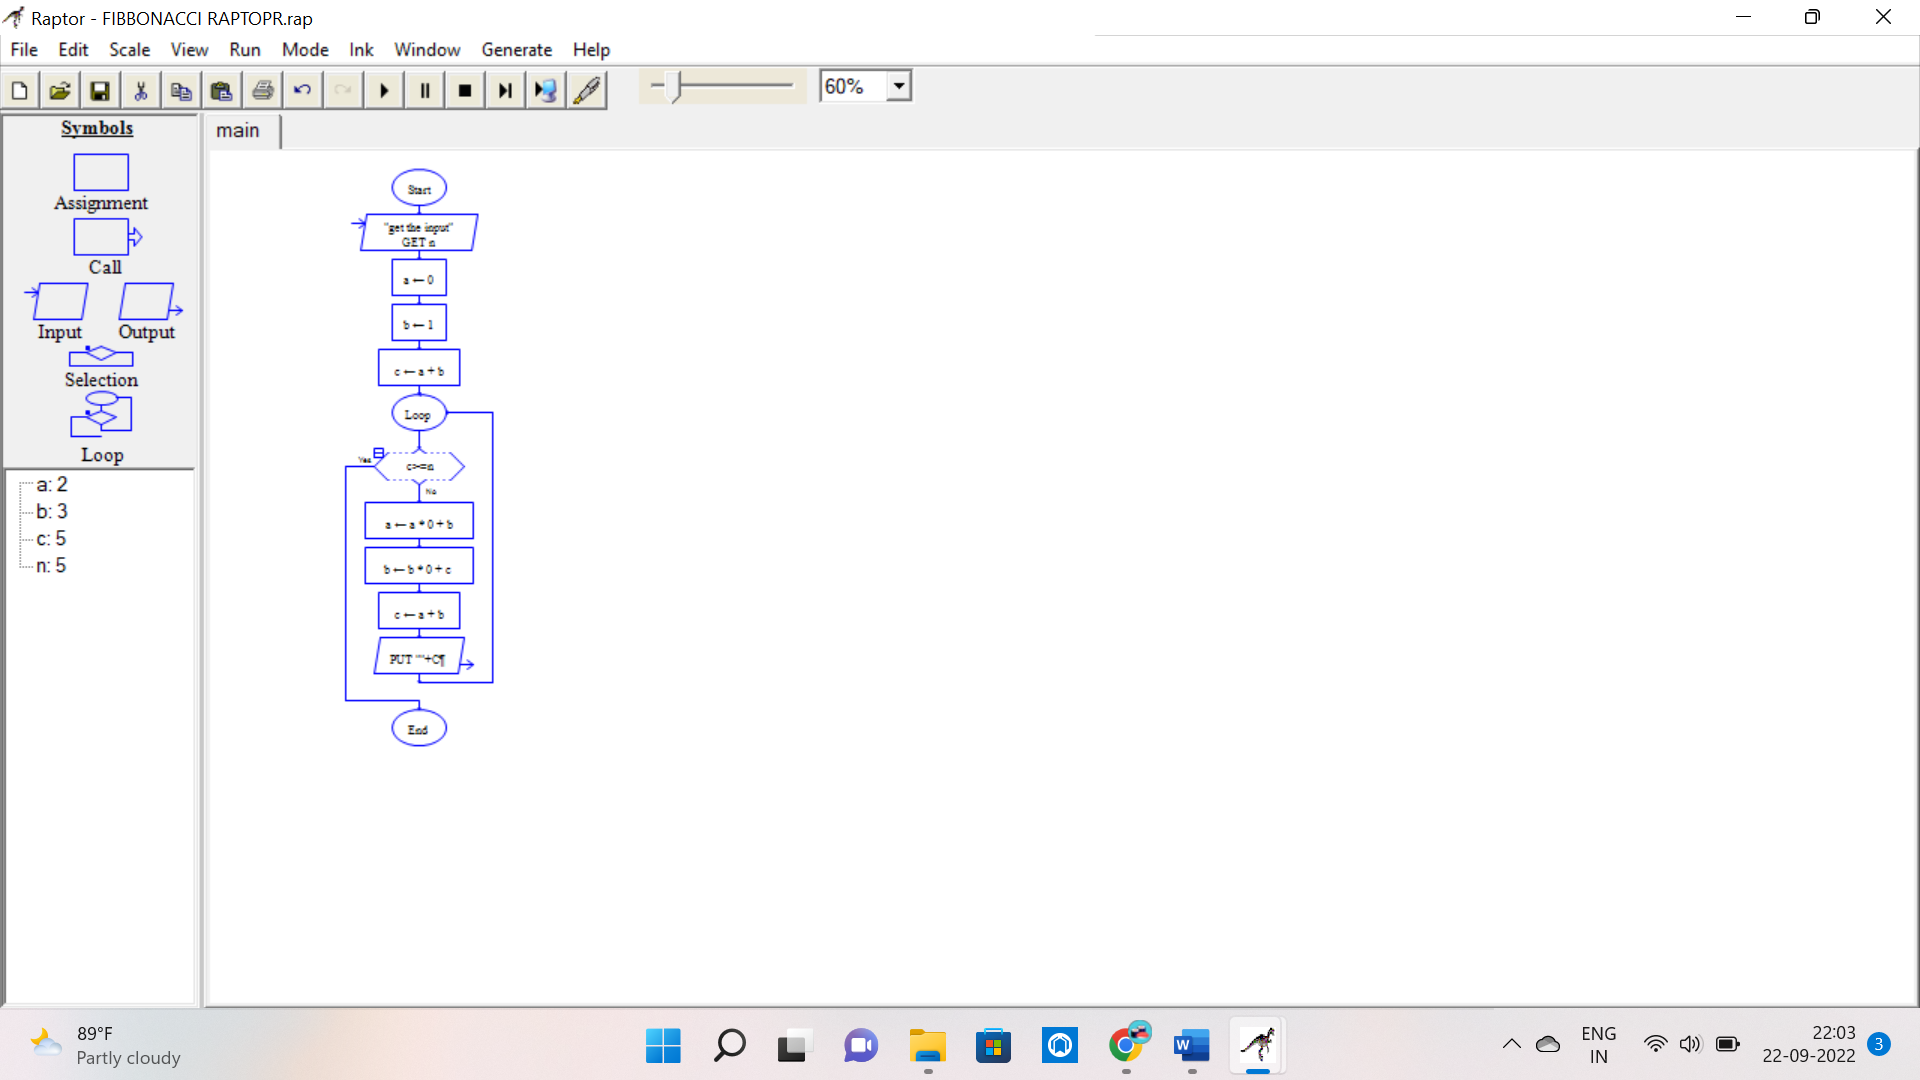 Raptor - FIBBONACCI RAPTOPR.rap
File Edit Scale View Run Mode Ink Window Generate Help
60%
Symbols
Assignment
Call
Input Output
Selection
Loop
a: 2
b: 3
c: 5
n: 5
main
Start
"get the input"
GET n
a ← 0
b ← 1
c ← a + b
Loop
Yes
c>=n
No
a ← a * 0 + b
b ← b * 0 + c
c ← a + b
PUT ""+C¶
End
89°F
Partly cloudy
W
ENG
IN
22:03
22-09-2022
3